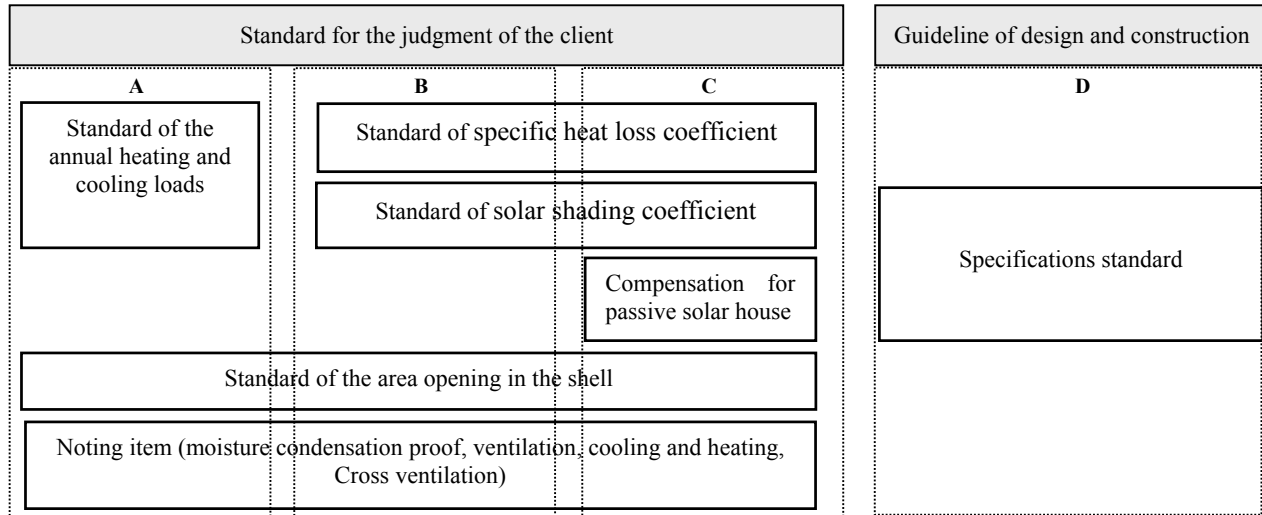 Standard for the judgment of the client
Guideline of design and construction
A
B
C
D
Standard of the
annual heating and
cooling loads
Standard of specific heat loss coefficient
Standard of solar shading coefficient
Compensation for
passive solar house
Specifications standard
Standard of the area opening in the shell
Noting item (moisture condensation proof, ventilation, cooling and heating,
Cross ventilation)